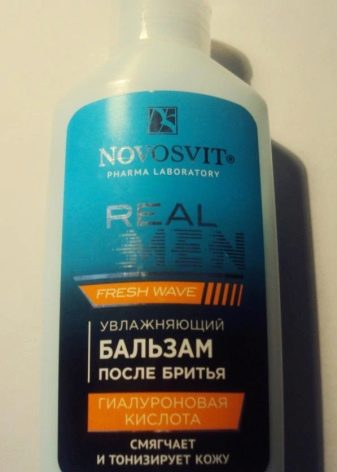 NOVOSVIT®
PHARMA LABORATORY
REAL
MEN
FRESH WAVE
УВЛАЖНЯЮЩИЙ
БАЛЬЗАМ
ПОСЛЕ БРИТЬЯ
ГИАЛУРОНОВАЯ
КИСЛОТА
СМЯГЧАЕТ
И ТОНИЗИРУЕТ КОЖУ